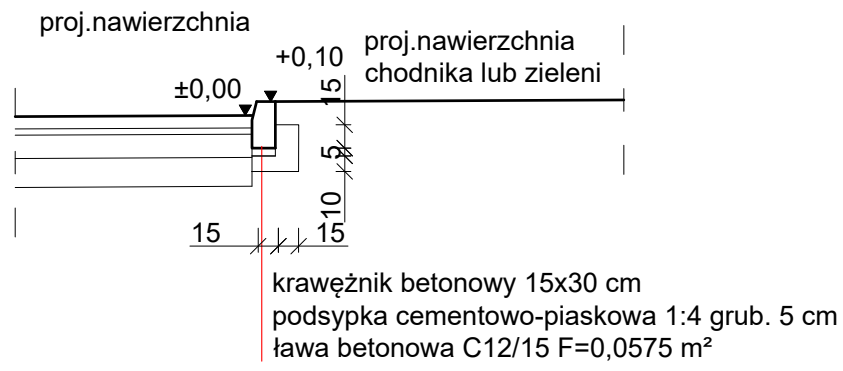 proj.nawierzchnia
proj.nawierzchnia
chodnika lub zieleni
+0,10
±0,00
15
5
10
15
15
krawężnik betonowy 15x30 cm
podsypka cementowo-piaskowa 1:4 grub. 5 cm
ława betonowa C12/15 F=0,0575 m²